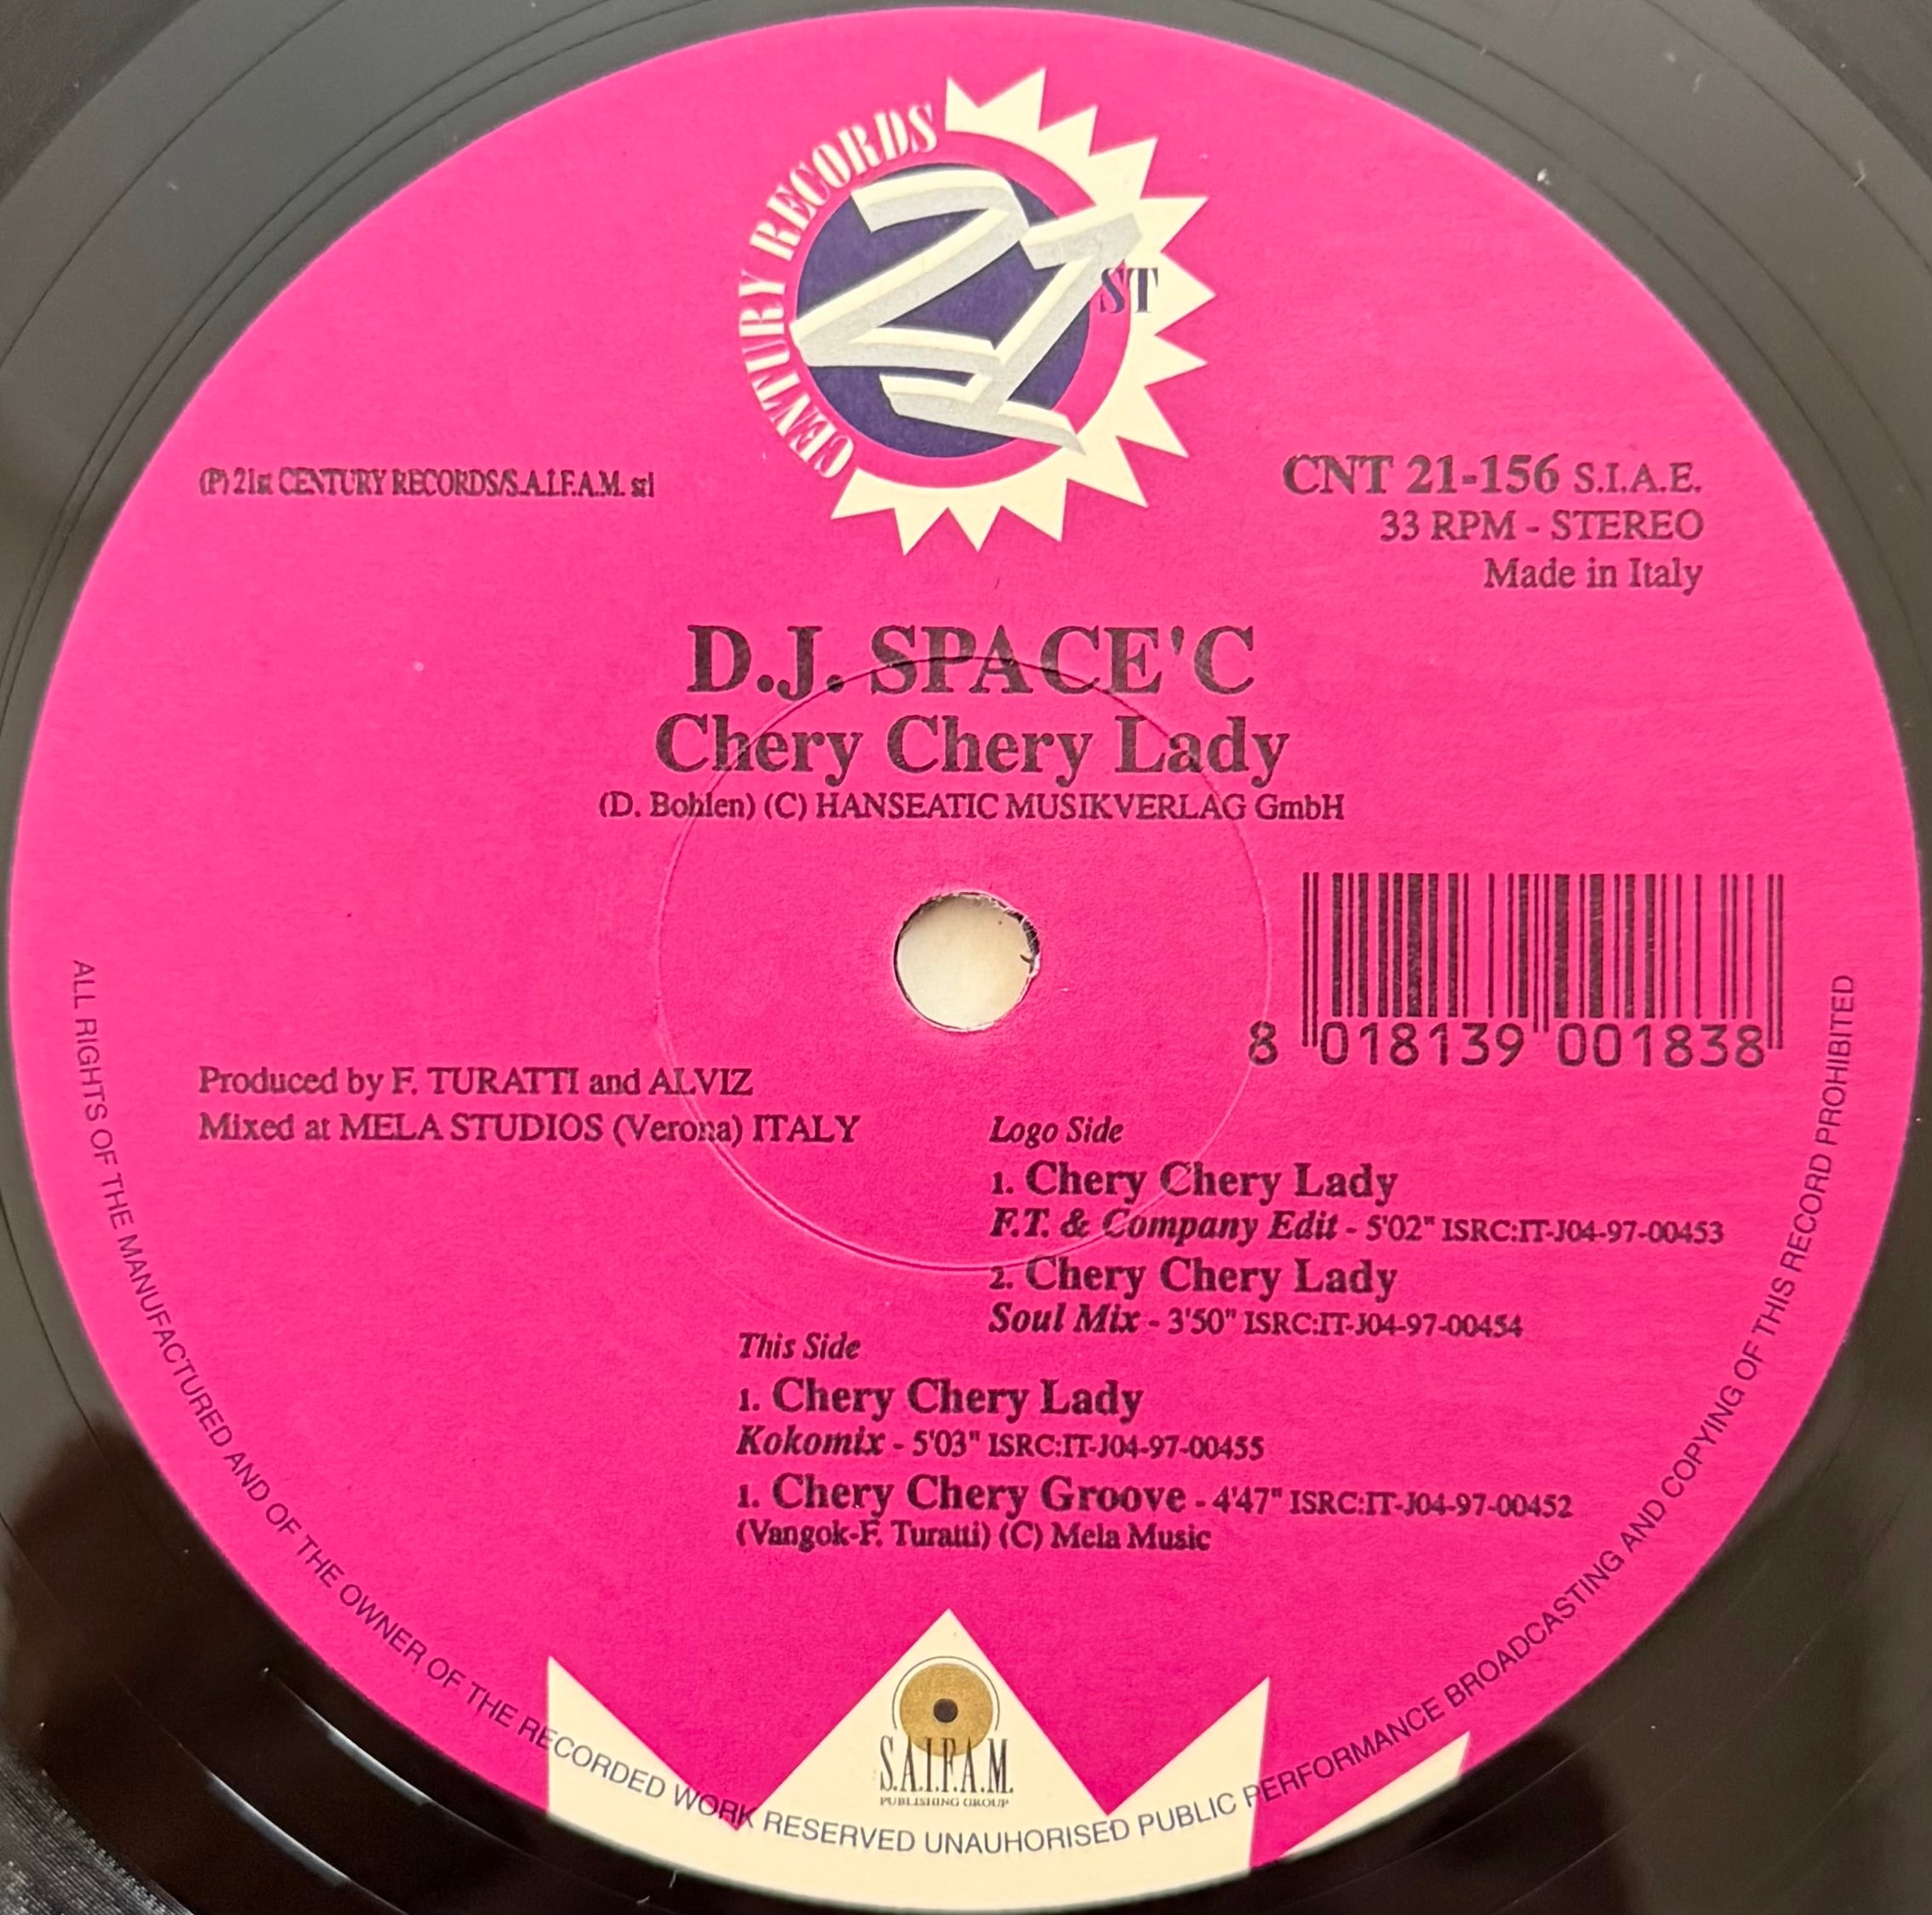 CENTURY RECORDS
21
ST
(P) 21st CENTURY RECORDS/S.A.I.F.A.M. srl
CNT 21-156 S.I.A.E.
33 RPM - STEREO
Made in Italy
D.J. SPACE'C
Chery Chery Lady
(D. Bohlen) (C) HANSEATIC MUSIKVERLAG GmbH
8 018139 001838
Produced by F. TURATTI and ALVIZ
Mixed at MELA STUDIOS (Verona) ITALY
Logo Side
1. Chery Chery Lady
F.T. & Company Edit - 5'02" ISRC:IT-J04-97-00453
2. Chery Chery Lady
Soul Mix - 3'50" ISRC:IT-J04-97-00454
This Side
1. Chery Chery Lady
Kokomix - 5'03" ISRC:IT-J04-97-00455
1. Chery Chery Groove - 4'47" ISRC:IT-J04-97-00452
(Vangok-F. Turatti) (C) Mela Music
S.A.I.F.A.M.
PUBLISHING GROUP
ALL RIGHTS OF THE MANUFACTURED AND OF THE OWNER OF THE RECORDED WORK RESERVED UNAUHORISED PUBLIC PERFORMANCE BROADCASTING AND COPYING OF THIS RECORD PROHIBITED